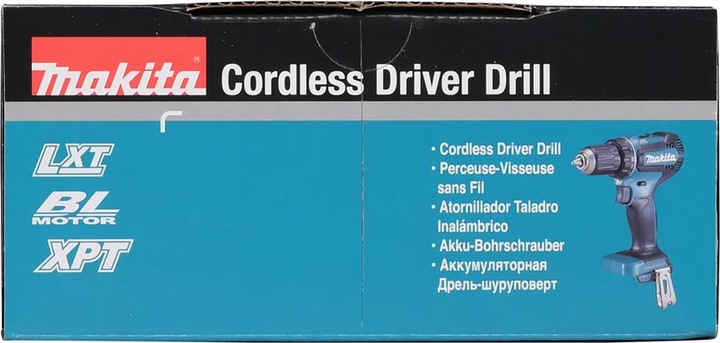 Makita® Cordless Driver Drill
LXT
BL
MOTOR
XPT
• Cordless Driver Drill
• Perceuse-Visseuse
sans Fil
• Atornillador Taladro
Inalámbrico
• Akku-Bohrschrauber
• Аккумуляторная
Дрель-шуруповерт
Makita